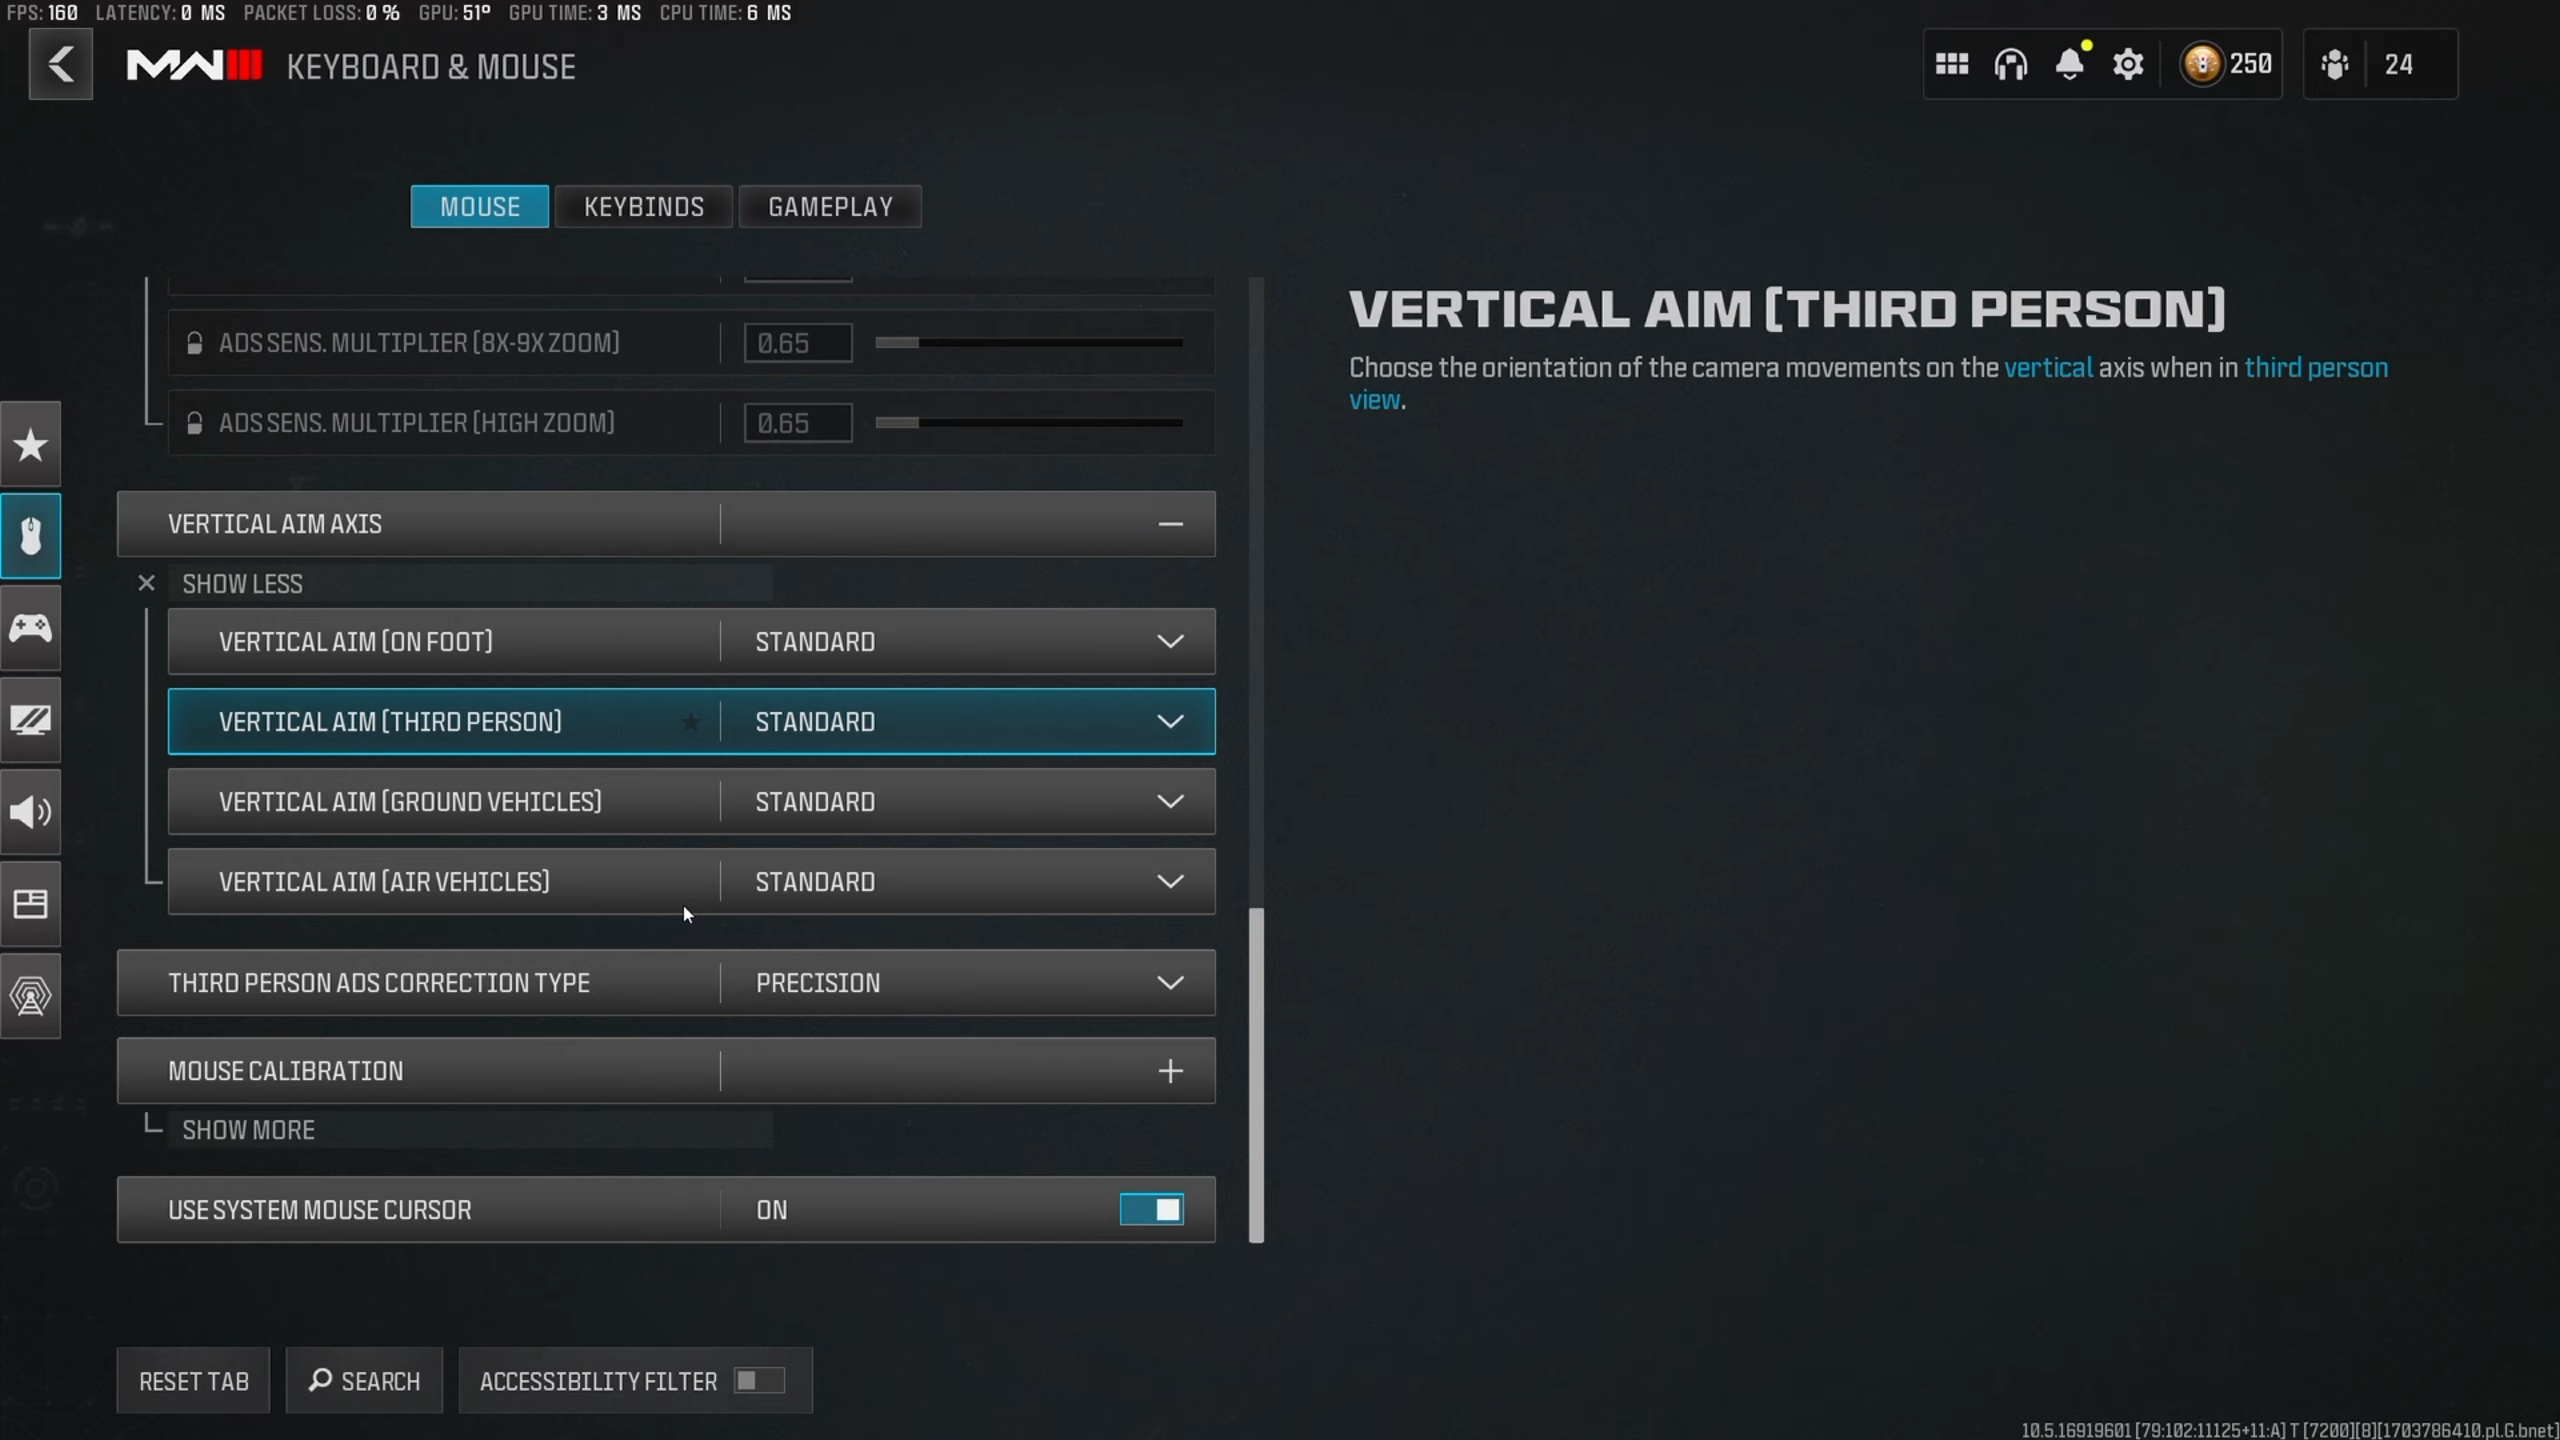 FPS: 160 LATENCY: 0 MS PACKET LOSS: 0 % GPU: 51° GPU TIME: 3 MS CPU TIME: 6 MS
MWIII KEYBOARD & MOUSE
250
24
MOUSE KEYBINDS GAMEPLAY
VERTICAL AIM [THIRD PERSON]
Choose the orientation of the camera movements on the vertical axis when in third person
view.
ADS SENS. MULTIPLIER [8X-9X ZOOM] 0.65
ADS SENS. MULTIPLIER [HIGH ZOOM] 0.65
VERTICAL AIM AXIS
SHOW LESS
VERTICAL AIM [ON FOOT] STANDARD
VERTICAL AIM [THIRD PERSON] STANDARD
VERTICAL AIM [GROUND VEHICLES] STANDARD
VERTICAL AIM [AIR VEHICLES] STANDARD
THIRD PERSON ADS CORRECTION TYPE PRECISION
MOUSE CALIBRATION
SHOW MORE
USE SYSTEM MOUSE CURSOR ON
RESET TAB SEARCH ACCESSIBILITY FILTER
10.5.16919601 [79:102:11125+11:A] T [7200][8][1703786410.pl.G.bnet]